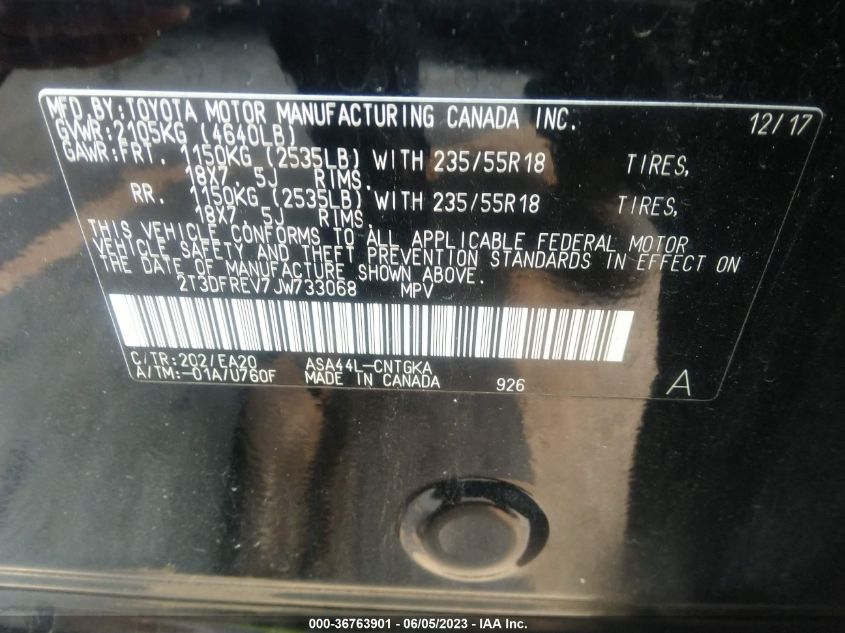 MFD.BY:TOYOTA MOTOR MANUFACTURING CANADA INC. 12/17
GVWR:2105KG (4640LB)
GAWR:FRT. 1150KG (2535LB) WITH 235/55R18 TIRES,
18X7.5J RIMS.
RR. 1150KG (2535LB) WITH 235/55R18 TIRES,
18X7.5J RIMS.
THIS VEHICLE CONFORMS TO ALL APPLICABLE FEDERAL MOTOR
VEHICLE SAFETY AND THEFT PREVENTION STANDARDS IN EFFECT ON
THE DATE OF MANUFACTURE SHOWN ABOVE.
2T3DFREV7JW733068 MPV
C/TR:202/EA20 ASA44L-CNTGKA
A/TM:-01A/U760F MADE IN CANADA 926 A
000-36763901 - 06/05/2023 - IAA Inc.